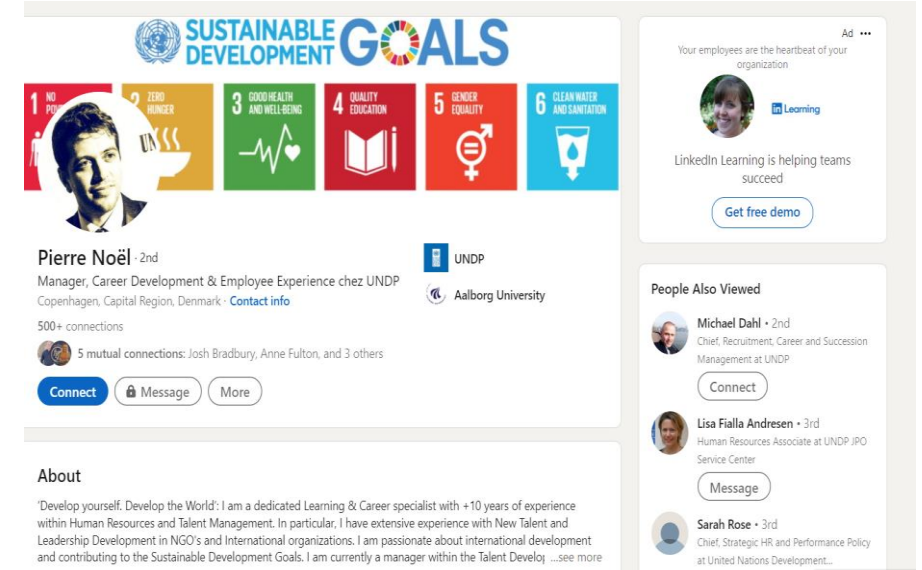 SUSTAINABLE
DEVELOPMENT GOALS
1 NO
2 ZERO
HUNGER
3 GOOD HEALTH
AND WELL-BEING
4 QUALITY
EDUCATION
5 GENDER
EQUALITY
6 CLEAN WATER
AND SANITATION
UN
Pierre Noël · 2nd
Manager, Career Development & Employee Experience chez UNDP
Copenhagen, Capital Region, Denmark · Contact info
500+ connections
5 mutual connections: Josh Bradbury, Anne Fulton, and 3 others
Connect
Message
More
UNDP
Aalborg University
About
'Develop yourself. Develop the World': I am a dedicated Learning & Career specialist with +10 years of experience
within Human Resources and Talent Management. In particular, I have extensive experience with New Talent and
Leadership Development in NGO's and International organizations. I am passionate about international development
and contributing to the Sustainable Development Goals. I am currently a manager within the Talent Develop ...see more
Ad •••
Your employees are the heartbeat of your
organization
in Learning
LinkedIn Learning is helping teams
succeed
Get free demo
People Also Viewed
Michael Dahl • 2nd
Chief, Recruitment, Career and Succession
Management at UNDP
Connect
Lisa Fialla Andresen • 3rd
Human Resources Associate at UNDP JPO
Service Center
Message
Sarah Rose • 3rd
Chief, Strategic HR and Performance Policy
at United Nations Development...